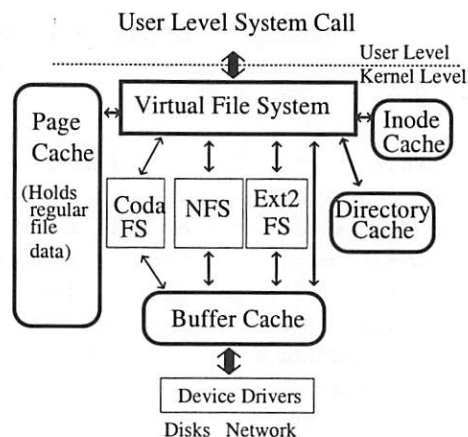 User Level System Call
User Level
Kernel Level
Virtual File System
Page
Cache
(Holds
regular
file
data)
Inode
Cache
Coda
FS
NFS
Ext2
FS
Directory
Cache
Buffer Cache
Device Drivers
Disks Network